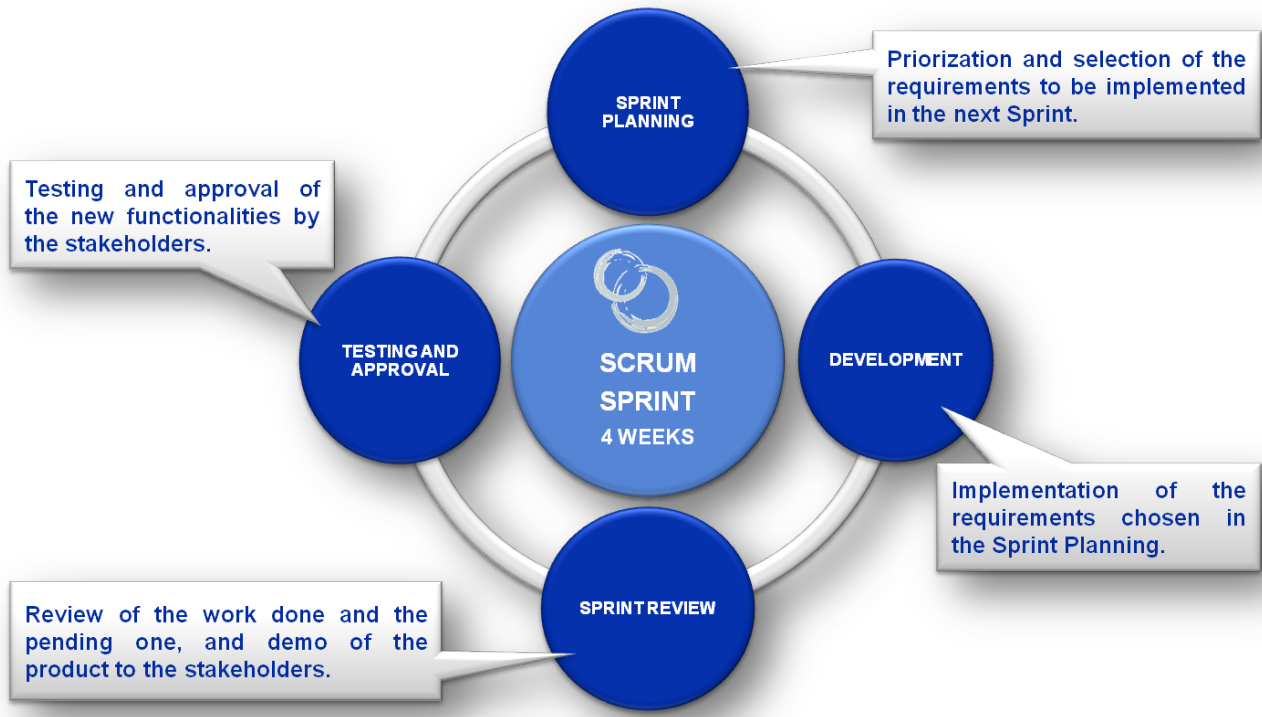 SPRINT
PLANNING
Priorization and selection of the
requirements to be implemented
in the next Sprint.
Testing and approval of
the new functionalities by
the stakeholders.
TESTING AND
APPROVAL
SCRUM
SPRINT
4 WEEKS
DEVELOPMENT
Implementation of the
requirements chosen in
the Sprint Planning.
SPRINT REVIEW
Review of the work done and the
pending one, and demo of the
product to the stakeholders.